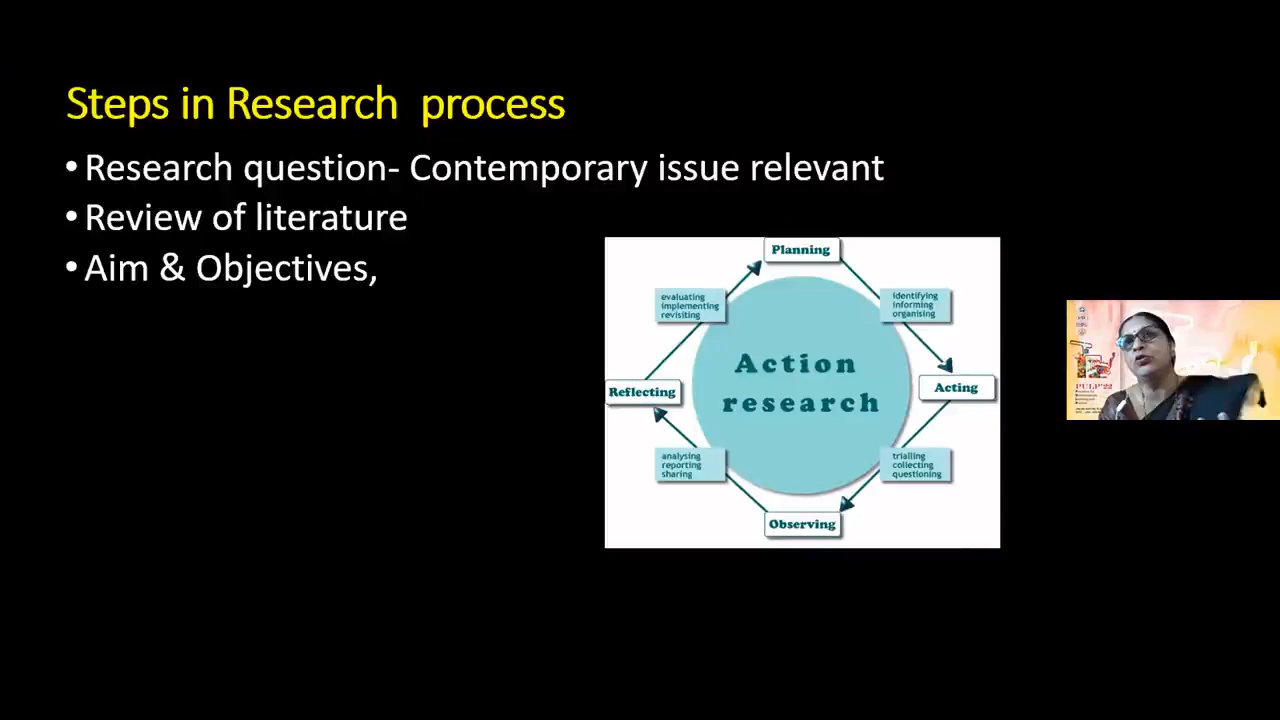 Steps in Research process
• Research question- Contemporary issue relevant
• Review of literature
• Aim & Objectives,
Planning
evaluating
implementing
revisiting
identifying
informing
organising
Action
research
Reflecting
Acting
analysing
reporting
sharing
trialling
collecting
questioning
Observing
PULP'22